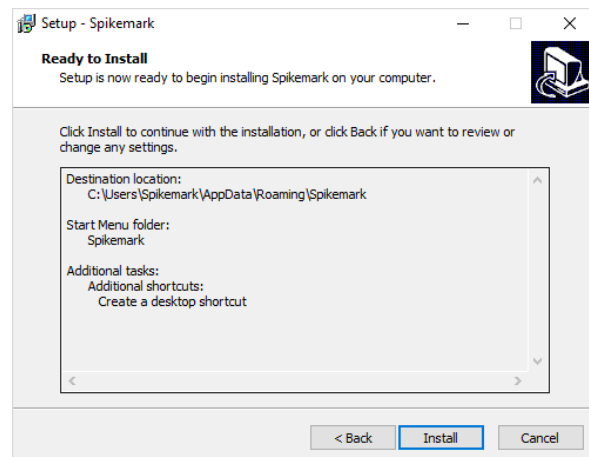 Setup - Spikemark
Ready to Install
Setup is now ready to begin installing Spikemark on your computer.
Click Install to continue with the installation, or click Back if you want to review or
change any settings.
Destination location:
C:\Users\Spikemark\AppData\Roaming\Spikemark
Start Menu folder:
Spikemark
Additional tasks:
Additional shortcuts:
Create a desktop shortcut
< Back
Install
Cancel